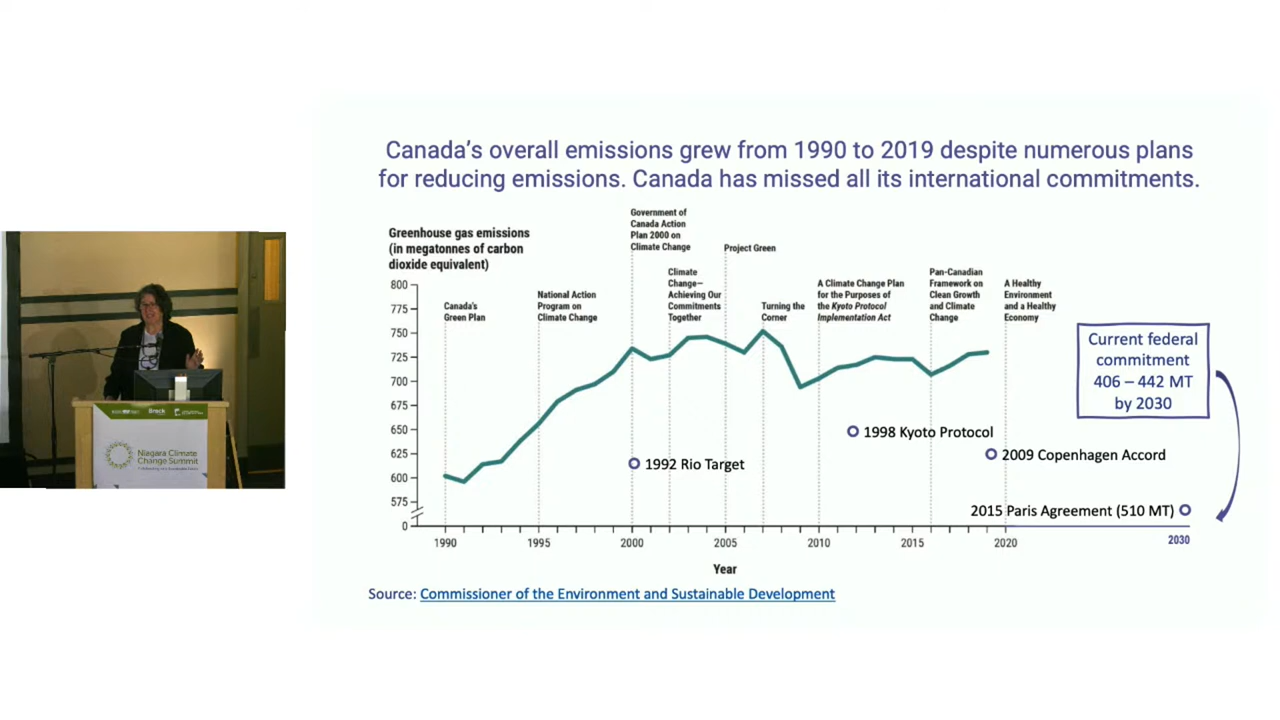 Canada's overall emissions grew from 1990 to 2019 despite numerous plans
for reducing emissions. Canada has missed all its international commitments.
Greenhouse gas emissions
(in megatonnes of carbon
dioxide equivalent)
Government of
Canada Action
Plan 2000 on
Climate Change
Project Green
Canada's
Green Plan
National Action
Program on
Climate Change
Climate
Change—
Achieving Our
Commitments
Together
Turning the
Corner
A Climate Change Plan
for the Purposes of
the Kyoto Protocol
Implementation Act
Pan-Canadian
Framework on
Clean Growth
and Climate
Change
A Healthy
Environment
and a Healthy
Economy
800
775
750
725
700
675
650
625
600
575
0
Current federal
commitment
406 – 442 MT
by 2030
1992 Rio Target
1998 Kyoto Protocol
2009 Copenhagen Accord
2015 Paris Agreement (510 MT)
1990
1995
2000
2005
2010
2015
2020
2030
Year
Source: Commissioner of the Environment and Sustainable Development
Brock
Niagara Climate
Change Summit